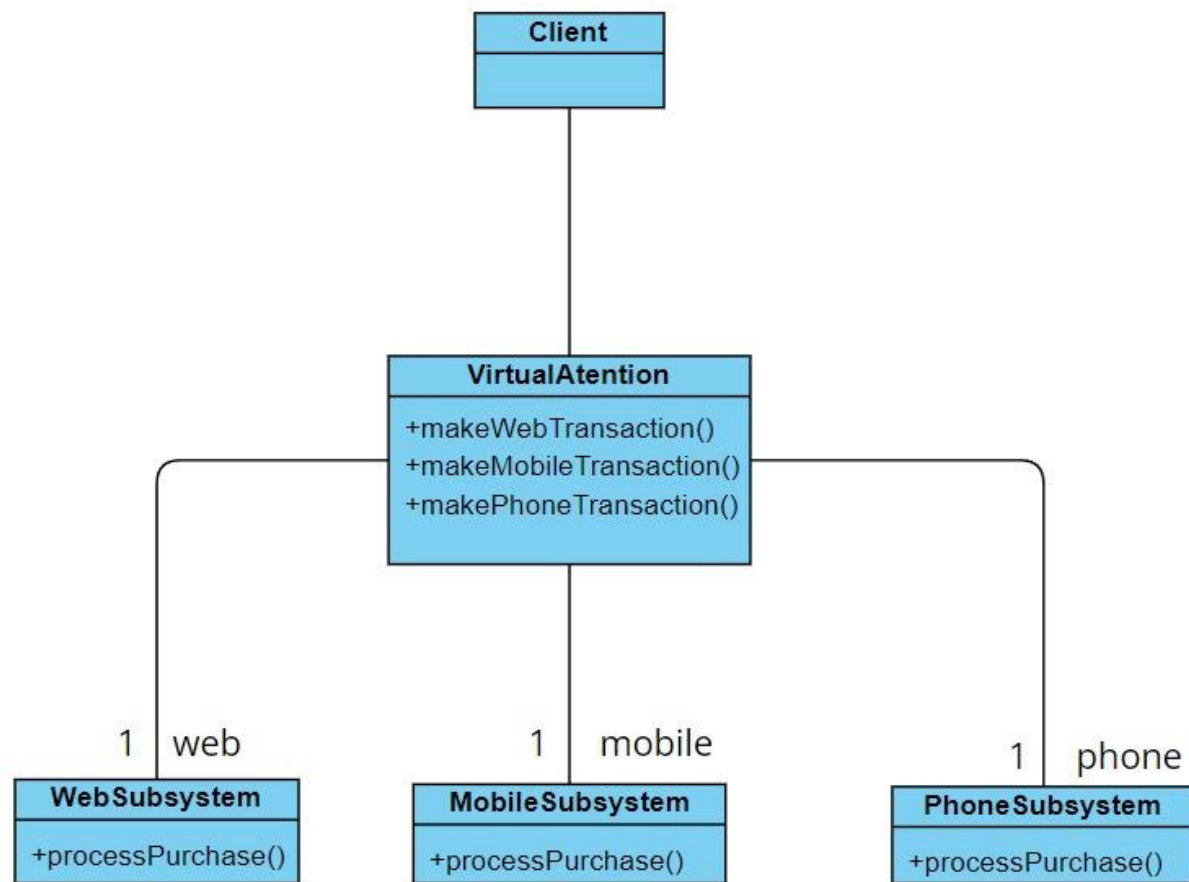 Client
VirtualAtention
+makeWebTransaction()
+makeMobileTransaction()
+makePhoneTransaction()
1 web
1 mobile
1 phone
WebSubsystem
+processPurchase()
MobileSubsystem
+processPurchase()
PhoneSubsystem
+processPurchase()